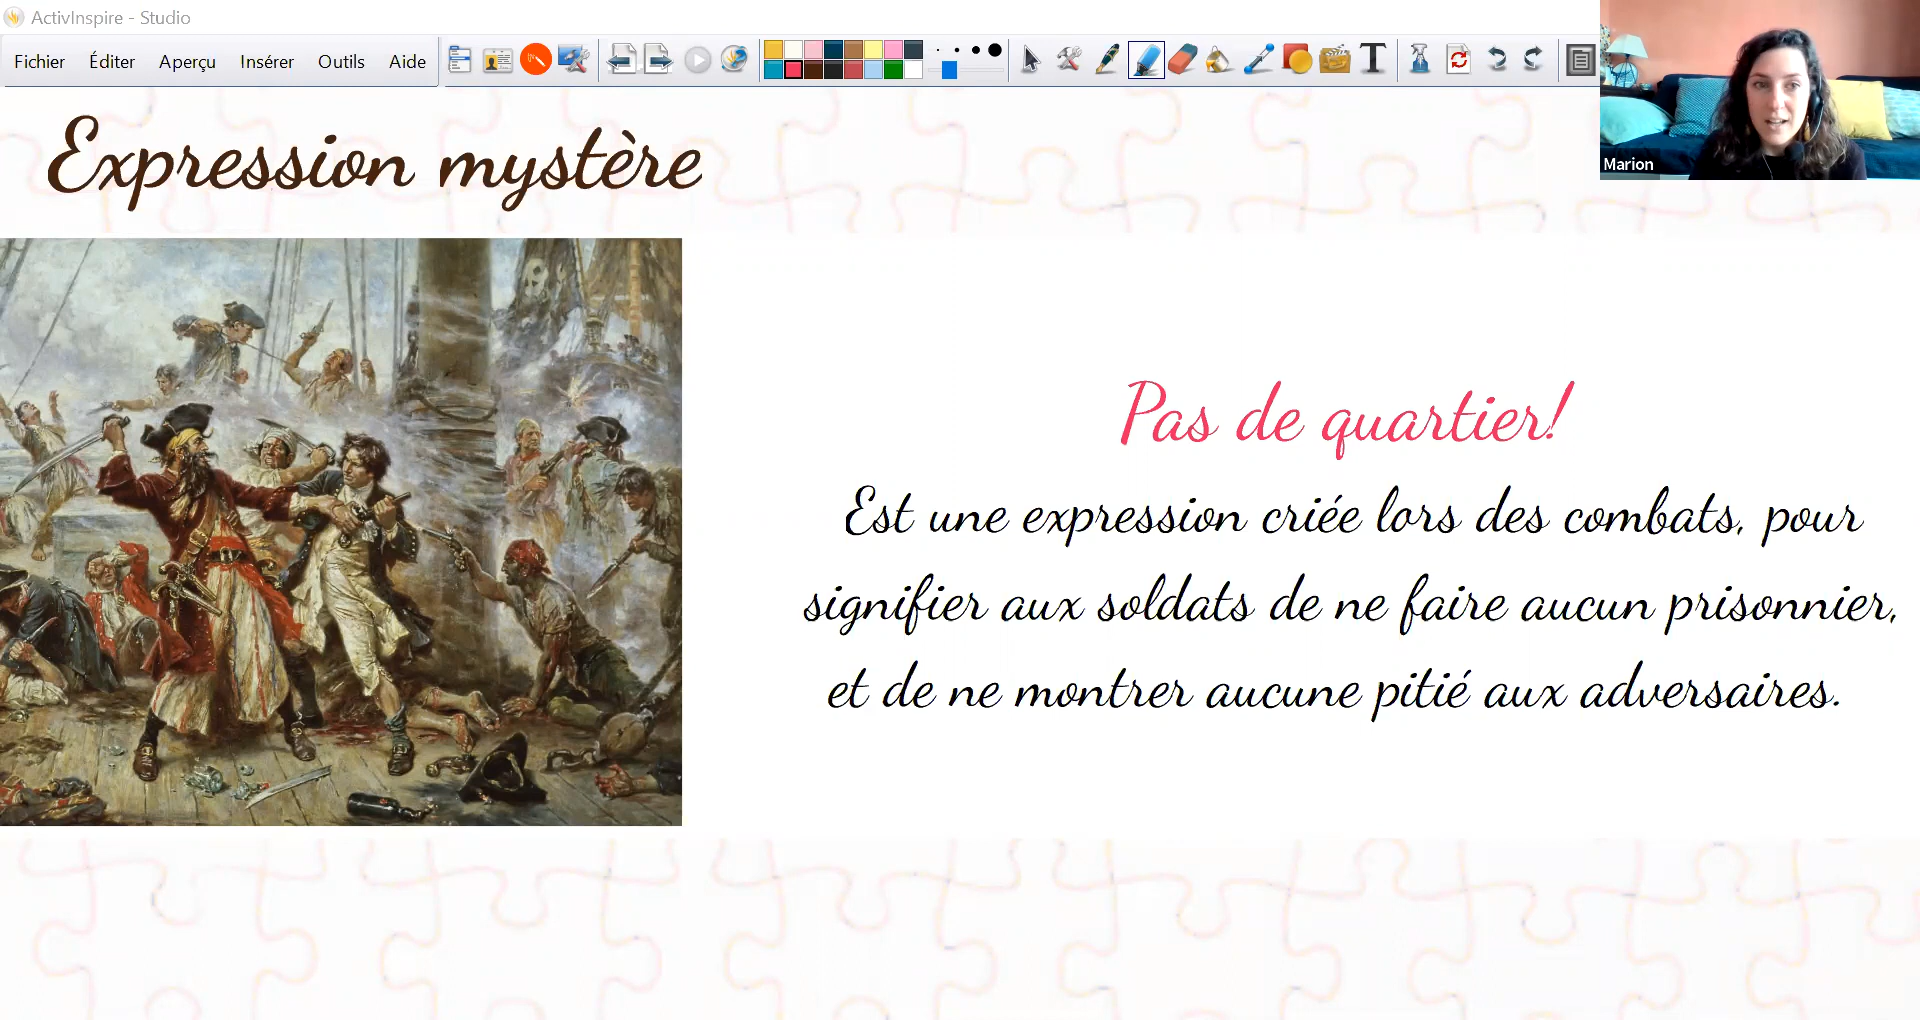 ActivInspire - Studio
Fichier Éditer Aperçu Insérer Outils Aide
Marion
Expression mystère
Pas de quartier!
Est une expression criée lors des combats, pour
signifier aux soldats de ne faire aucun prisonnier,
et de ne montrer aucune pitié aux adversaires.